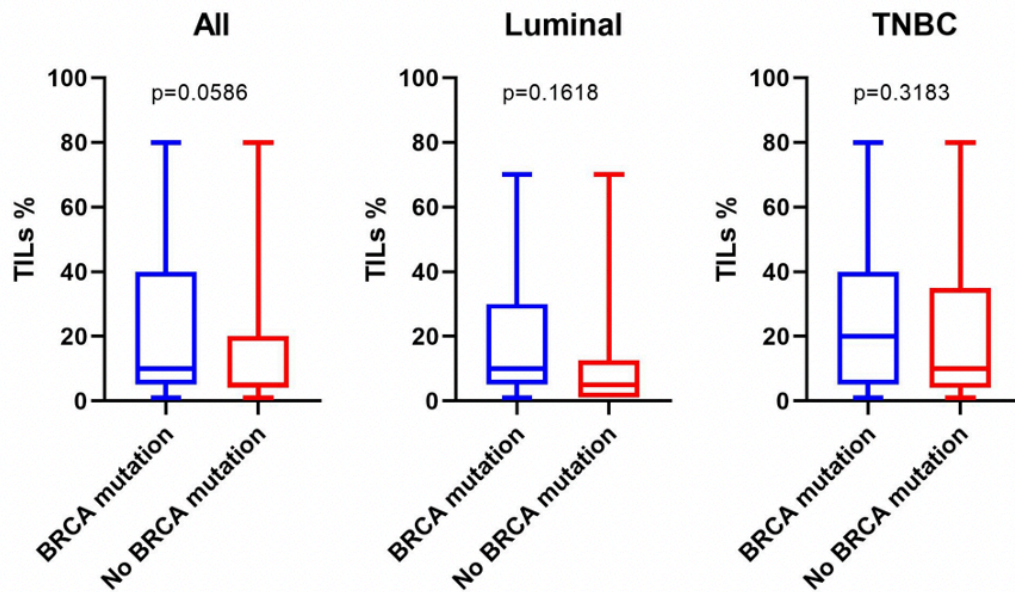 All
Luminal
TNBC
p=0.0586
p=0.1618
p=0.3183
TILs %
100
80
60
40
20
0
BRCA mutation
No BRCA mutation
TILs %
100
80
60
40
20
0
BRCA mutation
No BRCA mutation
TILs %
100
80
60
40
20
0
BRCA mutation
No BRCA mutation